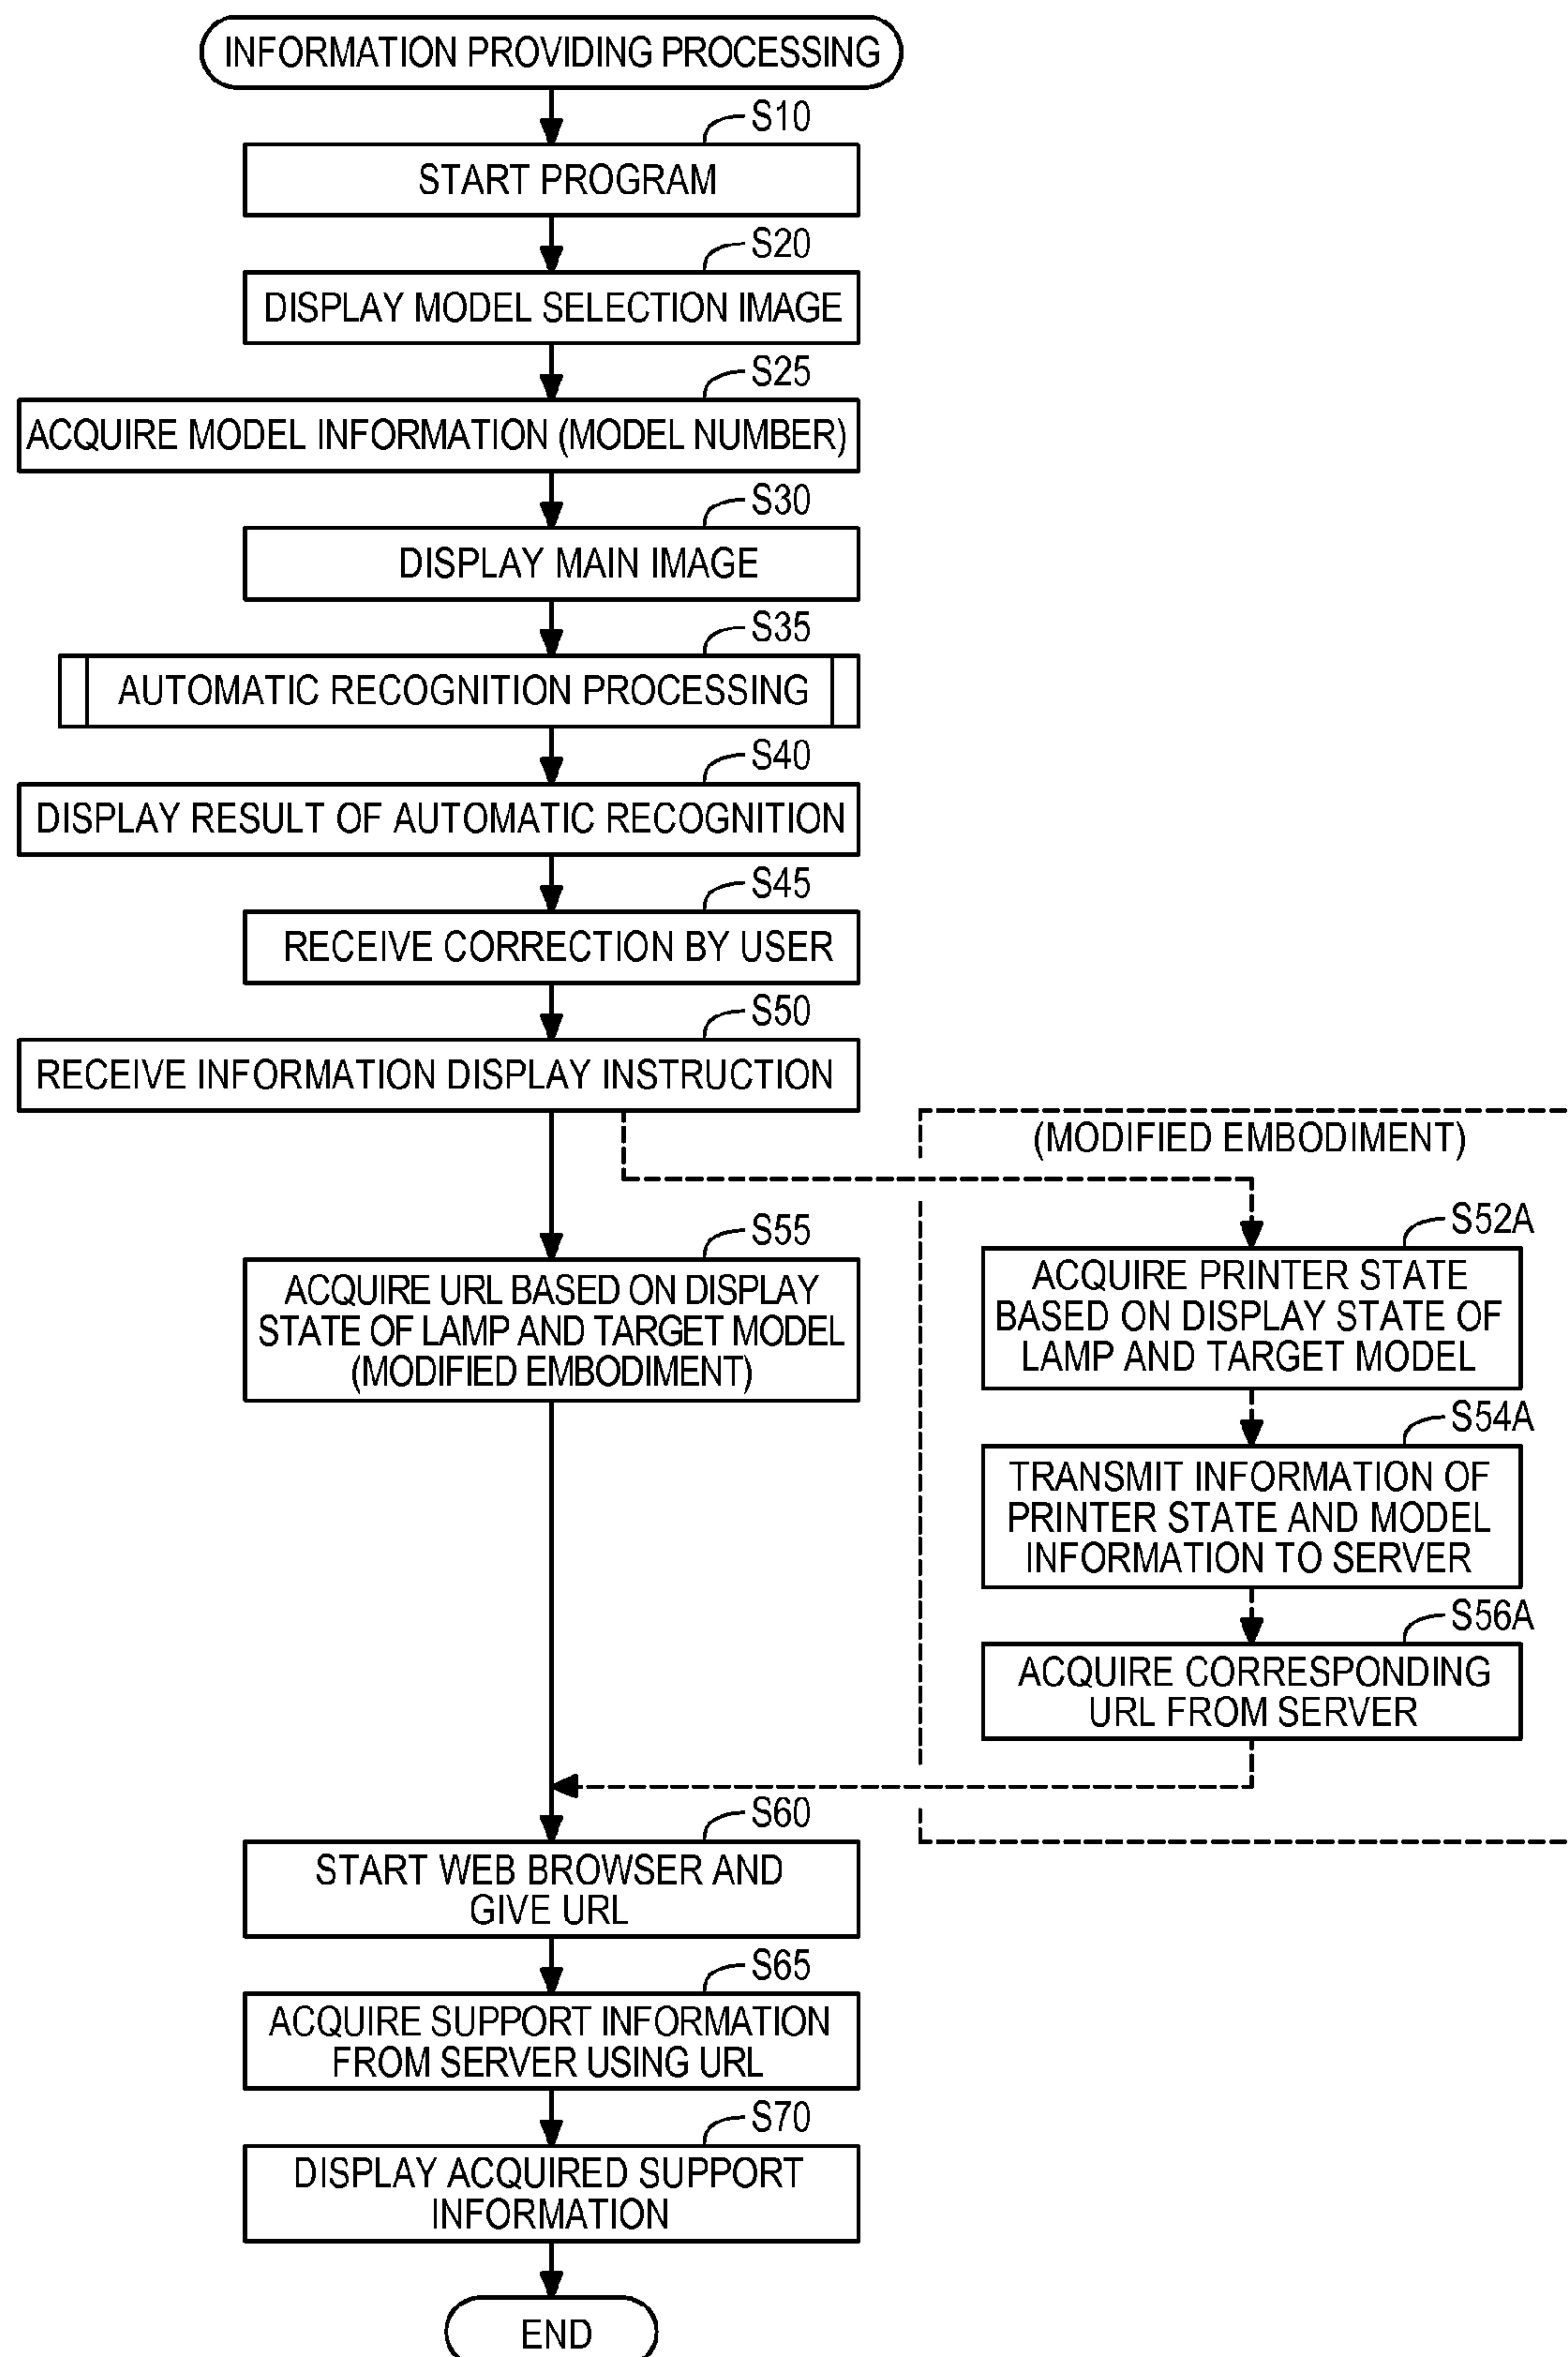 INFORMATION PROVIDING PROCESSING
S10
START PROGRAM
S20
DISPLAY MODEL SELECTION IMAGE
S25
ACQUIRE MODEL INFORMATION (MODEL NUMBER)
S30
DISPLAY MAIN IMAGE
S35
AUTOMATIC RECOGNITION PROCESSING
S40
DISPLAY RESULT OF AUTOMATIC RECOGNITION
S45
RECEIVE CORRECTION BY USER
S50
RECEIVE INFORMATION DISPLAY INSTRUCTION
S55
ACQUIRE URL BASED ON DISPLAY
STATE OF LAMP AND TARGET MODEL
(MODIFIED EMBODIMENT)
(MODIFIED EMBODIMENT)
S52A
ACQUIRE PRINTER STATE
BASED ON DISPLAY STATE OF
LAMP AND TARGET MODEL
S54A
TRANSMIT INFORMATION OF
PRINTER STATE AND MODEL
INFORMATION TO SERVER
S56A
ACQUIRE CORRESPONDING
URL FROM SERVER
S60
START WEB BROWSER AND
GIVE URL
S65
ACQUIRE SUPPORT INFORMATION
FROM SERVER USING URL
S70
DISPLAY ACQUIRED SUPPORT
INFORMATION
END